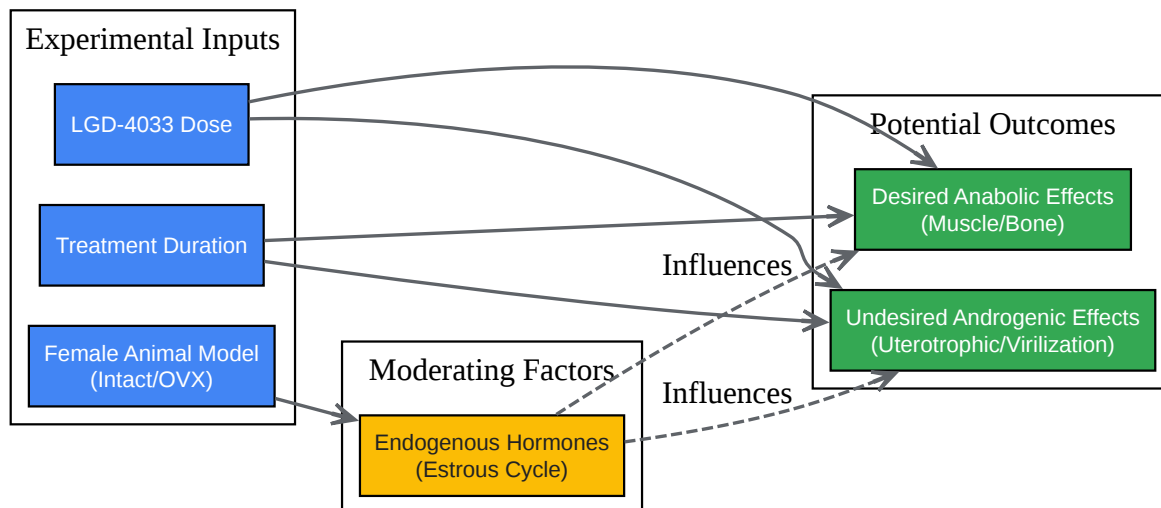 Experimental Inputs
LGD-4033 Dose
Treatment Duration
Female Animal Model
(Intact/OVX)
Moderating Factors
Endogenous Hormones
(Estrous Cycle)
Influences
Influences
Potential Outcomes
Desired Anabolic Effects
(Muscle/Bone)
Undesired Androgenic Effects
(Uterotrophic/Virilization)